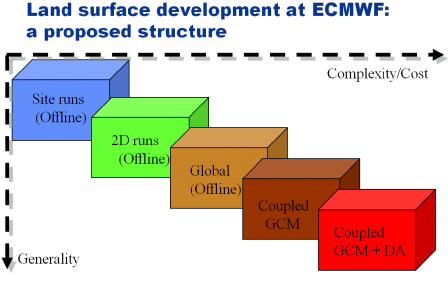 Land surface development at ECMWF:
a proposed structure
Complexity/Cost
Site runs
(Offline)
2D runs
(Offline)
Global
(Offline)
Coupled
GCM
Coupled
GCM+DA
Generality